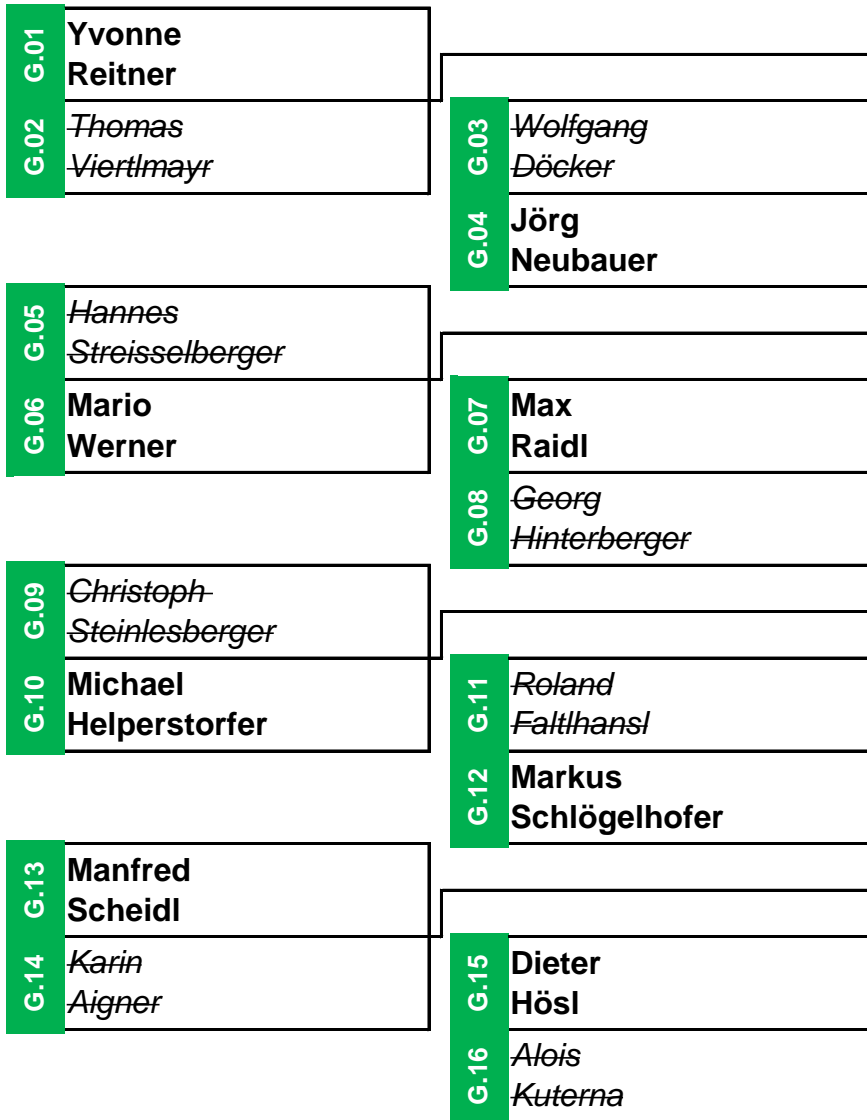 G.01
Yvonne
Reitner
G.02
Thomas
Viertlmayr
G.03
Wolfgang
Döcker
G.04
Jörg
Neubauer
G.05
Hannes
Streisselberger
G.06
Mario
Werner
G.07
Max
Raidl
G.08
Georg
Hinterberger
G.09
Christoph
Steinlesberger
G.10
Michael
Helperstorfer
G.11
Roland
Faltlhansl
G.12
Markus
Schlögelhofer
G.13
Manfred
Scheidl
G.14
Karin
Aigner
G.15
Dieter
Hösl
G.16
Alois
Kuterna